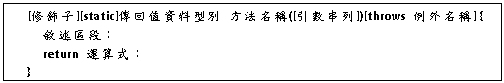 [修飾子][static]傳回值資料型別 方法名稱([引數串列])[throws 例外名稱]{
敘述區段；
return 運算式；
}